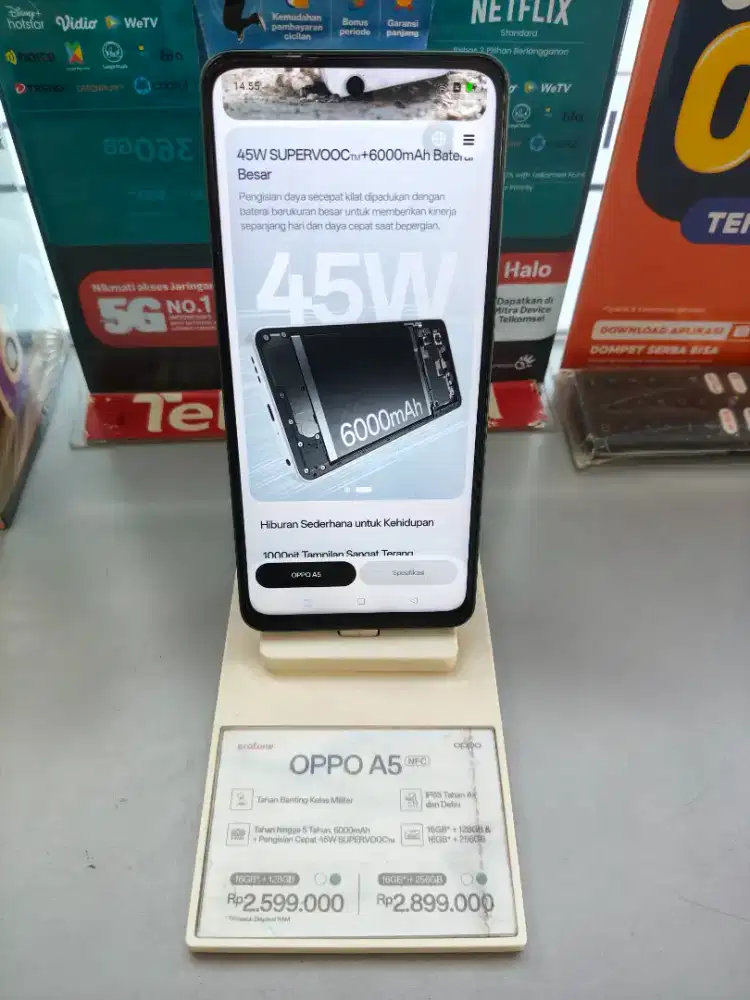 Disney+
hotstar
Vidio
WeTV
Kemudahan
pembayaran
cicilan
Bonus
periode
Garansi
panjang
NETFLIX
Standard
WeTV
360GB
Nikmati akses Jaringan
5G NO.1
Halo
Dapatkan di
Mitra Device
Telkomsel
Tel
DOWNLOAD APLIKASI
DOMPET SERBA BISA
TE
14.55
45W SUPERVOOC™+6000mAh Baterai
Besar
Pengisian daya secepat kilat dipadukan dengan
baterai berukuran besar untuk memberikan kinerja
sepanjang hari dan daya cepat saat bepergian.
45W
6000mAh
Hiburan Sederhana untuk Kehidupan
1000nit Tampilan Sangat Terang
OPPO A5
Spesifikasi
erafone
oppo
OPPO A5 NFC
Tahan Banting Kelas Militer
IP65 Tahan Air
dan Debu
Tahan hingga 5 Tahun, 6000mAh
+ Pengisian Cepat 45W SUPERVOOC™
16GB* + 128GB &
16GB* + 256GB
16GB* + 128GB
Rp2.599.000
16GB* + 256GB
Rp2.899.000